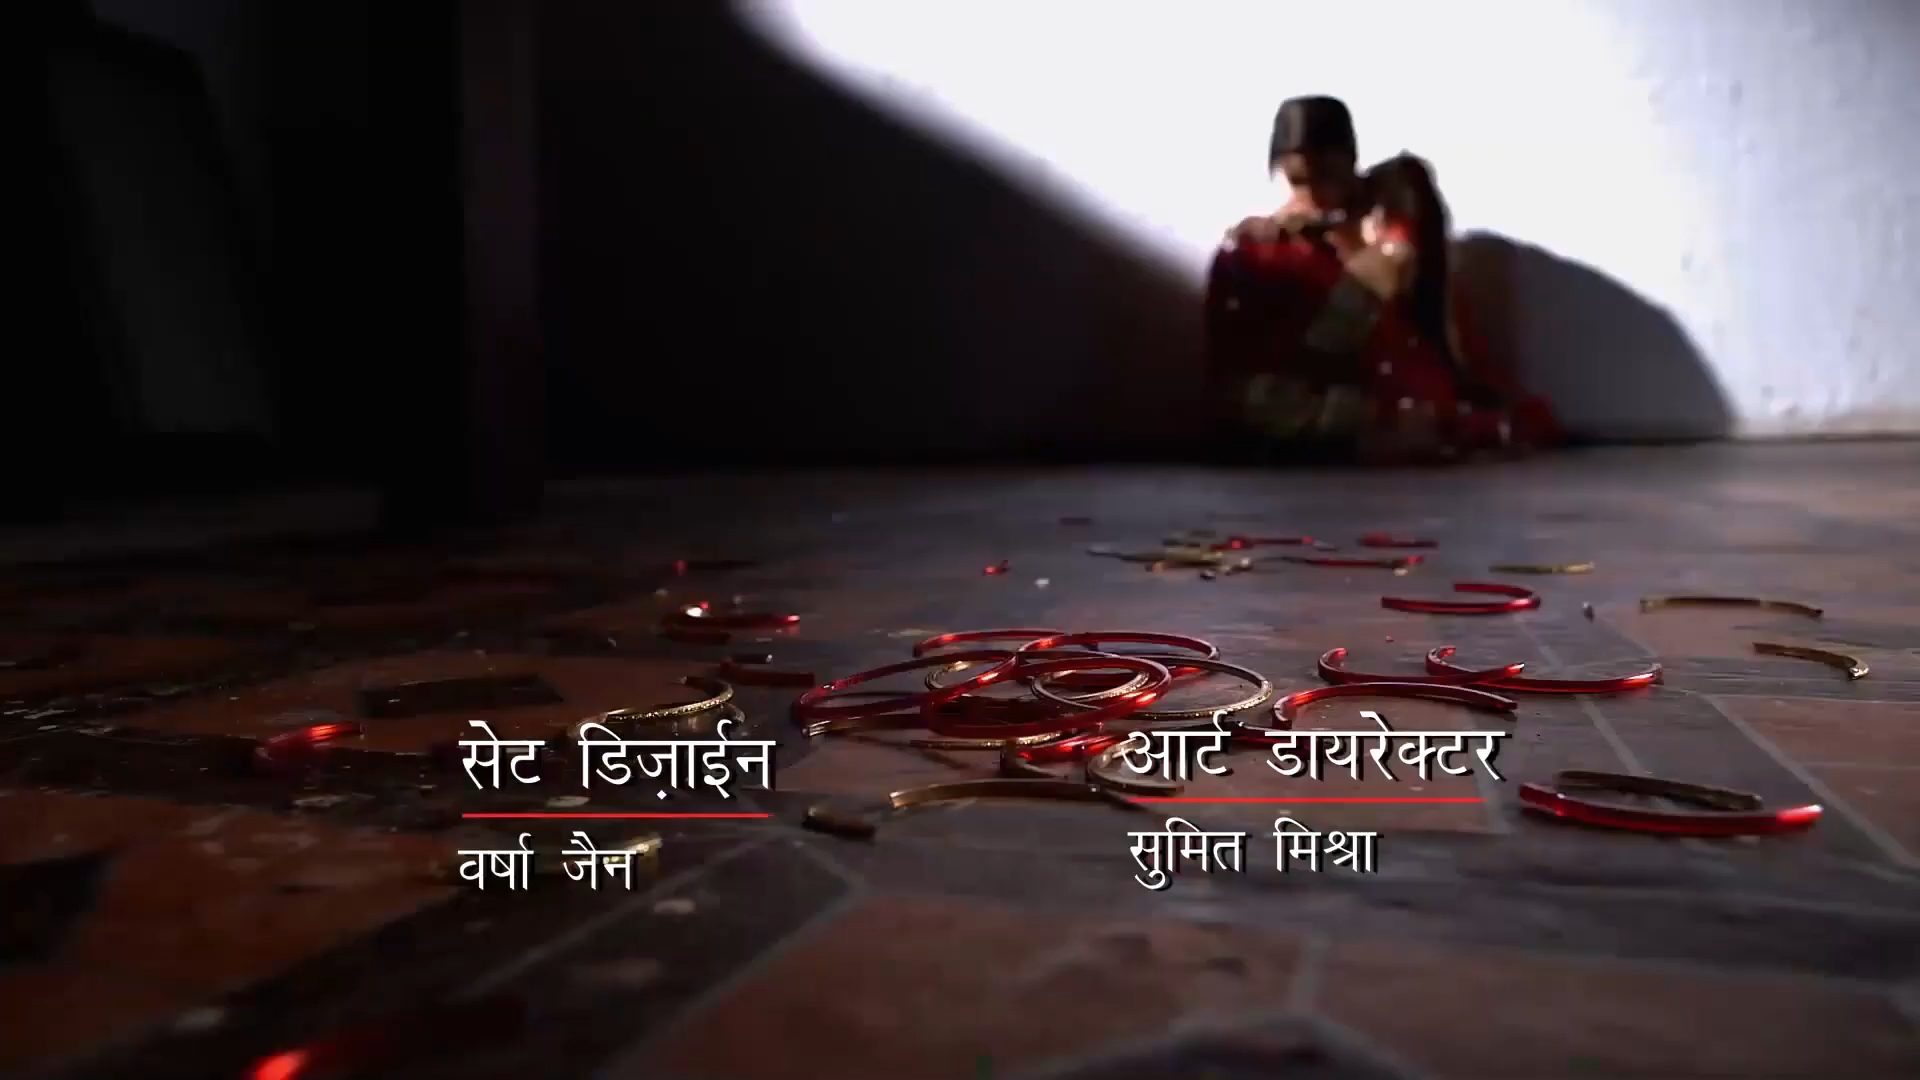 सेट डिज़ाईन
वर्षा जैन
आर्ट डायरेक्टर
सुमित मिश्रा